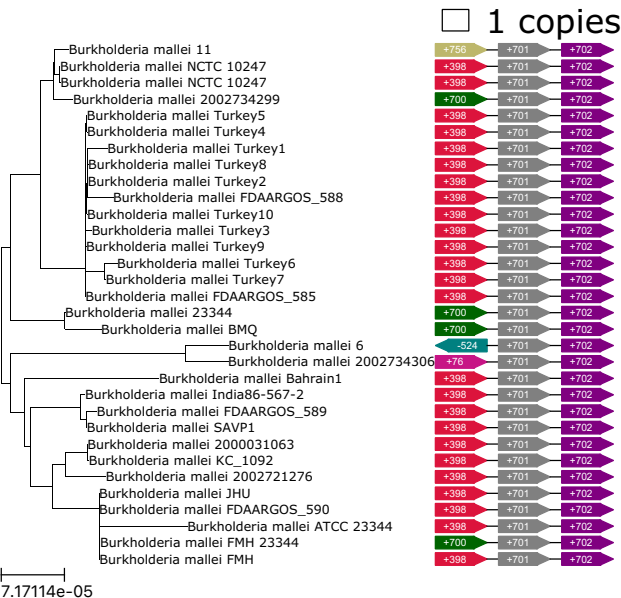 1 copies
Burkholderia mallei 11 +756 +701 +702
Burkholderia mallei NCTC 10247 +398 +701 +702
Burkholderia mallei NCTC 10247 +398 +701 +702
Burkholderia mallei 2002734299 +700 +701 +702
Burkholderia mallei Turkey5 +398 +701 +702
Burkholderia mallei Turkey4 +398 +701 +702
Burkholderia mallei Turkey1 +398 +701 +702
Burkholderia mallei Turkey8 +398 +701 +702
Burkholderia mallei Turkey2 +398 +701 +702
Burkholderia mallei FDAARGOS_588 +398 +701 +702
Burkholderia mallei Turkey10 +398 +701 +702
Burkholderia mallei Turkey3 +398 +701 +702
Burkholderia mallei Turkey9 +398 +701 +702
Burkholderia mallei Turkey6 +398 +701 +702
Burkholderia mallei Turkey7 +398 +701 +702
Burkholderia mallei FDAARGOS_585 +398 +701 +702
Burkholderia mallei 23344 +700 +701 +702
Burkholderia mallei BMQ +700 +701 +702
Burkholderia mallei 6 -524 +701 +702
Burkholderia mallei 2002734306 +76 +701 +702
Burkholderia mallei Bahrain1 +398 +701 +702
Burkholderia mallei India86-567-2 +398 +701 +702
Burkholderia mallei FDAARGOS_589 +398 +701 +702
Burkholderia mallei SAVP1 +398 +701 +702
Burkholderia mallei 2000031063 +398 +701 +702
Burkholderia mallei KC_1092 +398 +701 +702
Burkholderia mallei 2002721276 +398 +701 +702
Burkholderia mallei JHU +398 +701 +702
Burkholderia mallei FDAARGOS_590 +398 +701 +702
Burkholderia mallei ATCC 23344 +398 +701 +702
Burkholderia mallei FMH 23344 +700 +701 +702
Burkholderia mallei FMH +398 +701 +702
7.17114e-05